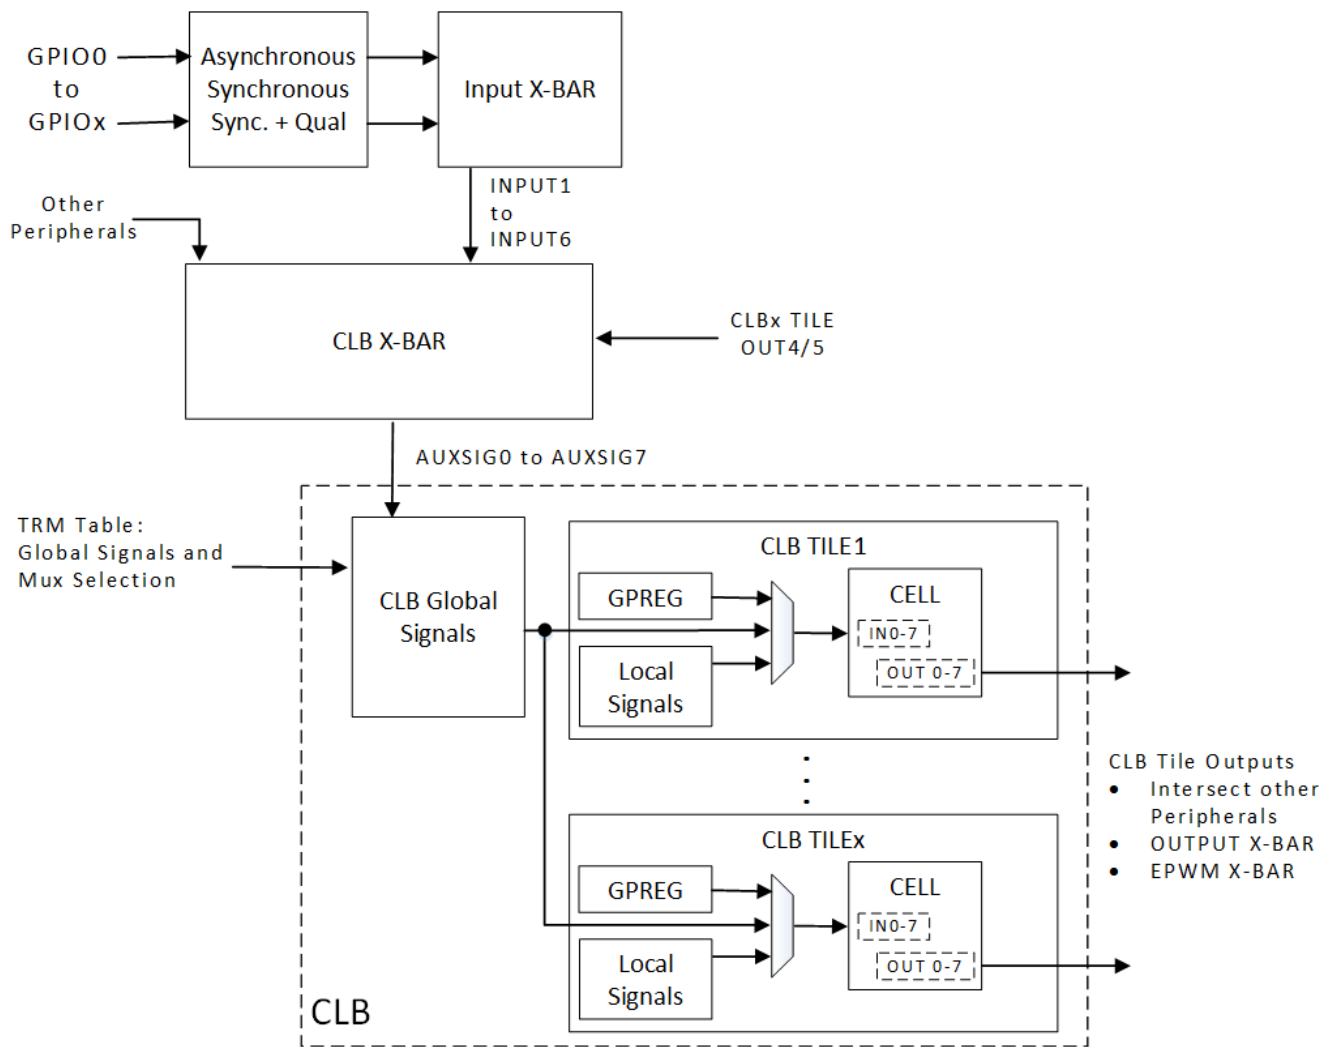 GPIO0
to
GPIOx
Asynchronous
Synchronous
Sync. + Qual
Input X-BAR
INPUT1
to
INPUT6
Other
Peripherals
CLB X-BAR
CLBx TILE
OUT4/5
AUXSIG0 to AUXSIG7
TRM Table:
Global Signals and
Mux Selection
CLB Global
Signals
CLB TILE1
GPREG
Local
Signals
CELL
IN0-7
OUT 0-7
CLB TILEx
GPREG
Local
Signals
CELL
IN0-7
OUT 0-7
CLB Tile Outputs
• Intersect other
Peripherals
• OUTPUT X-BAR
• EPWM X-BAR
CLB